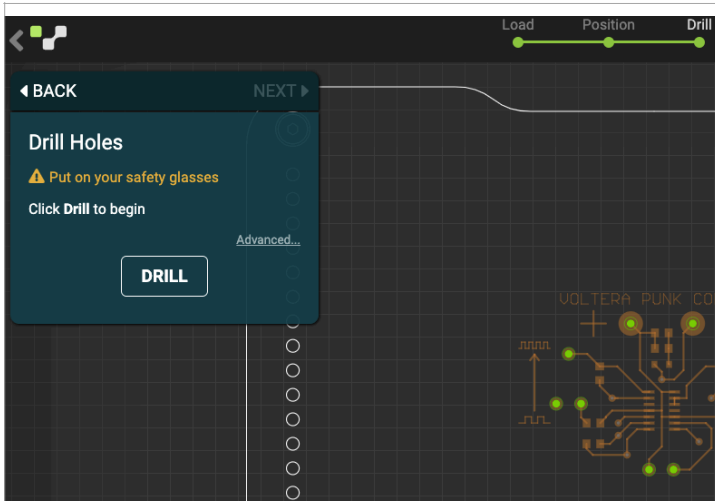 Load Position Drill
BACK NEXT
Drill Holes
Put on your safety glasses
Click Drill to begin
Advanced...
DRILL
VOLTERA PUNK CO